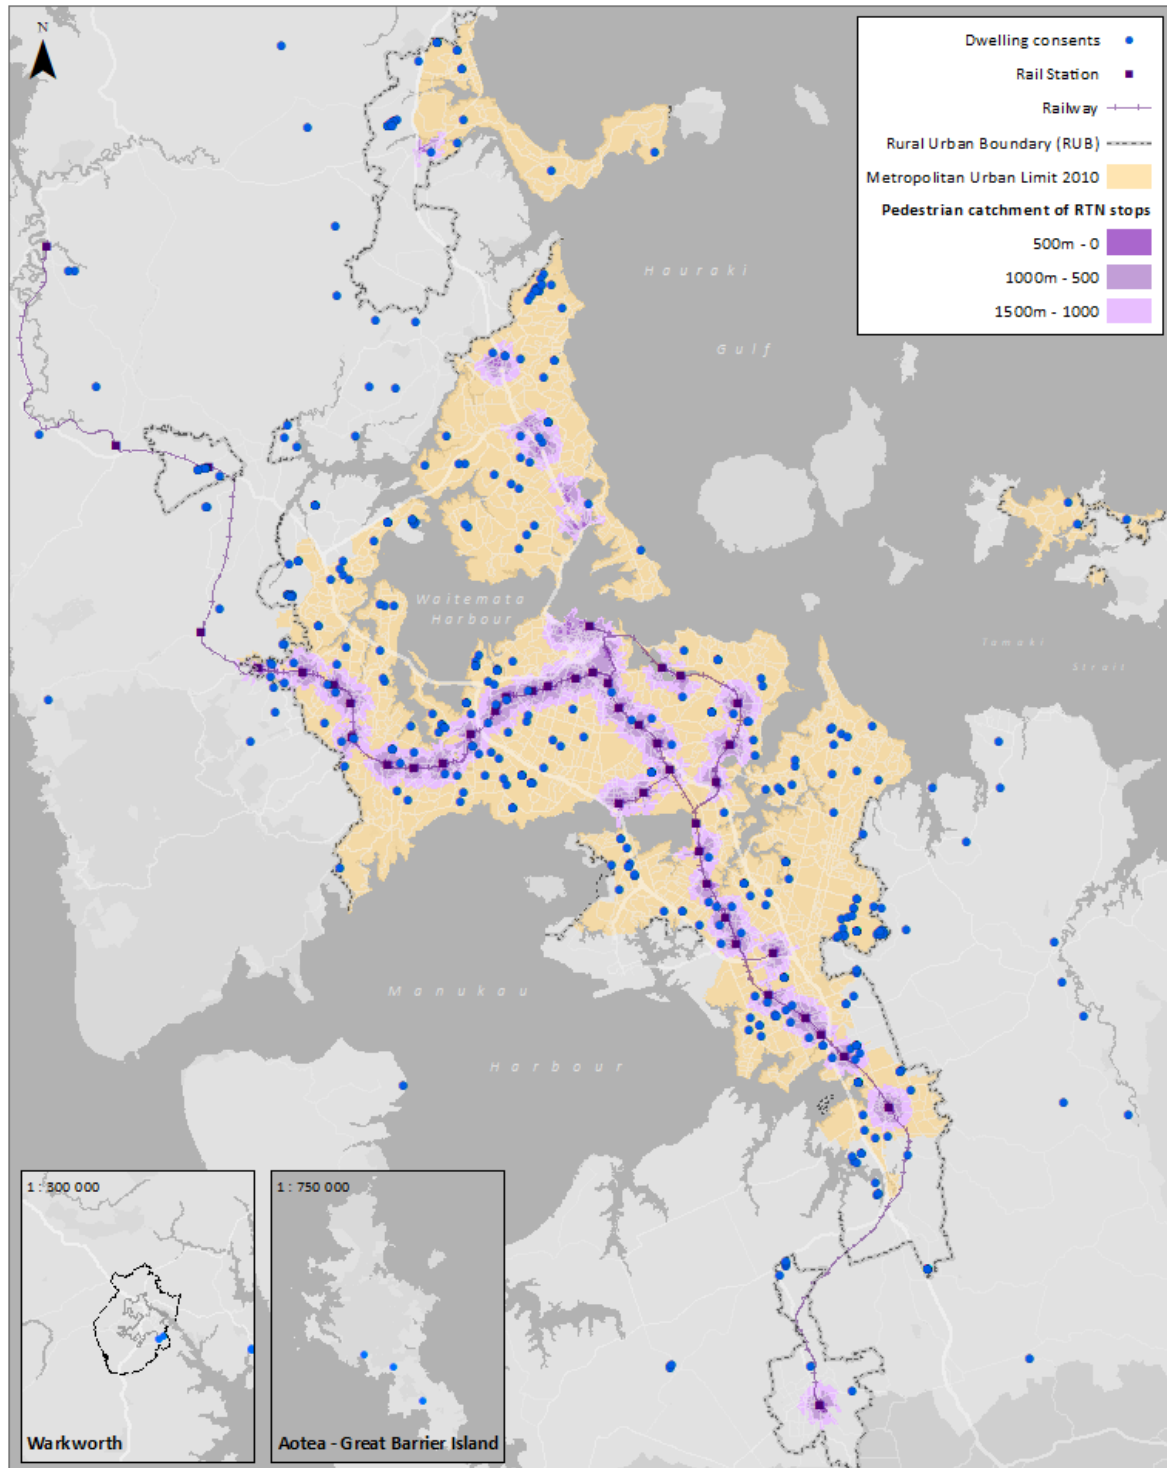 N
Dwelling consents
Rail Station
Railway
Rural Urban Boundary (RUB)
Metropolitan Urban Limit 2010
Pedestrian catchment of RTN stops
500m - 0
1000m - 500
1500m - 1000
Hauraki
Gulf
Waitemata
Harbour
Tamaki
Strait
Manukau
Harbour
1 : 300 000
Warkworth
1 : 750 000
Aotea - Great Barrier Island